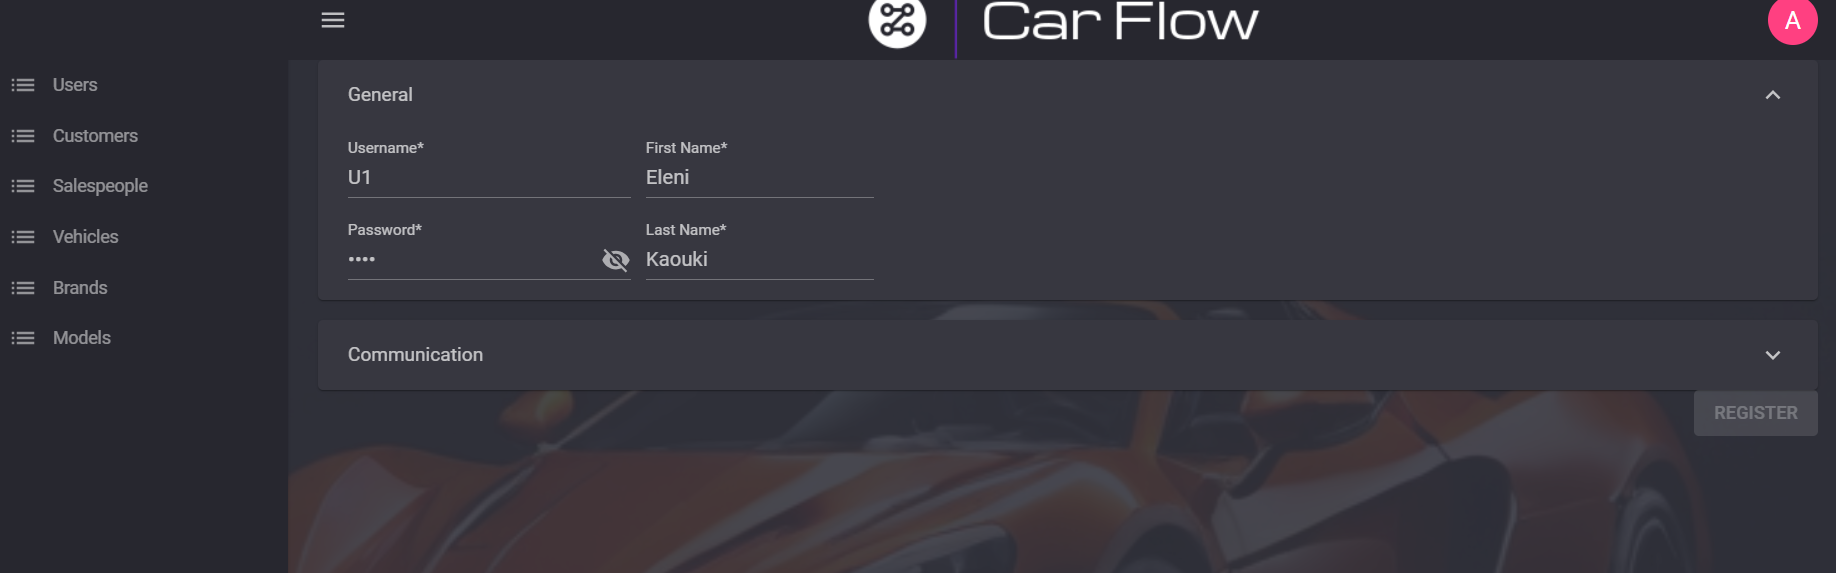 Car Flow
A
Users
Customers
Salespeople
Vehicles
Brands
Models
General
Username*
First Name*
U1
Eleni
Password*
Last Name*
••••
Kaouki
Communication
REGISTER